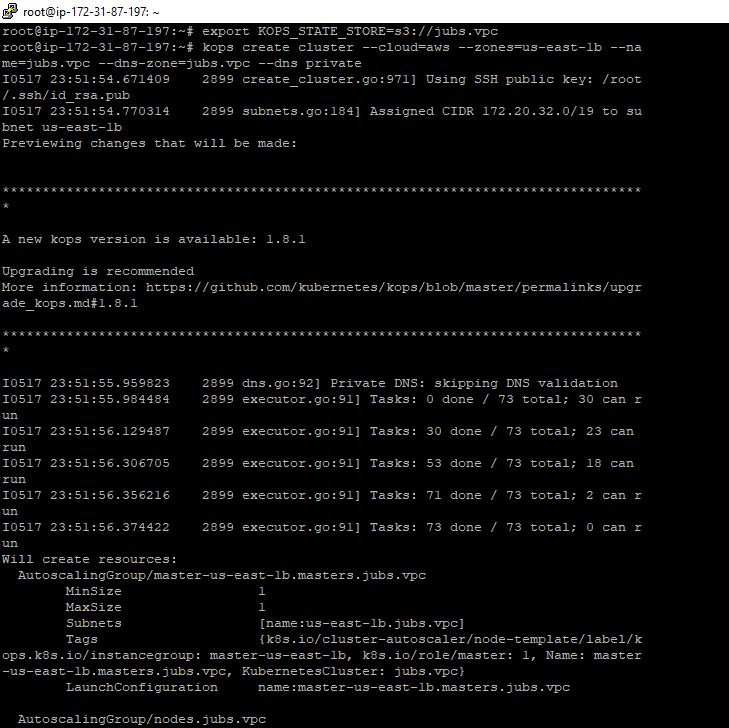 root@ip-172-31-87-197: ~
root@ip-172-31-87-197:~# export KOPS_STATE_STORE=s3://jubs.vpc
root@ip-172-31-87-197:~# kops create cluster --cloud=aws --zones=us-east-1b --na
me=jubs.vpc --dns-zone=jubs.vpc --dns private
I0517 23:51:54.671409    2899 create_cluster.go:971] Using SSH public key: /root
/.ssh/id_rsa.pub
I0517 23:51:54.770314    2899 subnets.go:184] Assigned CIDR 172.20.32.0/19 to su
bnet us-east-1b
Previewing changes that will be made:
********************************************************************************
*
A new kops version is available: 1.8.1
Upgrading is recommended
More information: https://github.com/kubernetes/kops/blob/master/permalinks/upgr
ade_kops.md#1.8.1
********************************************************************************
*
I0517 23:51:55.959823    2899 dns.go:92] Private DNS: skipping DNS validation
I0517 23:51:55.984484    2899 executor.go:91] Tasks: 0 done / 73 total; 30 can r
un
I0517 23:51:56.129487    2899 executor.go:91] Tasks: 30 done / 73 total; 23 can
run
I0517 23:51:56.306705    2899 executor.go:91] Tasks: 53 done / 73 total; 18 can
run
I0517 23:51:56.356216    2899 executor.go:91] Tasks: 71 done / 73 total; 2 can r
un
I0517 23:51:56.374422    2899 executor.go:91] Tasks: 73 done / 73 total; 0 can r
un
Will create resources:
  AutoscalingGroup/master-us-east-1b.masters.jubs.vpc
        MinSize                 1
        MaxSize                 1
        Subnets                 [name:us-east-1b.jubs.vpc]
        Tags                    {k8s.io/cluster-autoscaler/node-template/label/k
ops.k8s.io/instancegroup: master-us-east-1b, k8s.io/role/master: 1, Name: master
-us-east-1b.masters.jubs.vpc, KubernetesCluster: jubs.vpc}
        LaunchConfiguration     name:master-us-east-1b.masters.jubs.vpc
  AutoscalingGroup/nodes.jubs.vpc